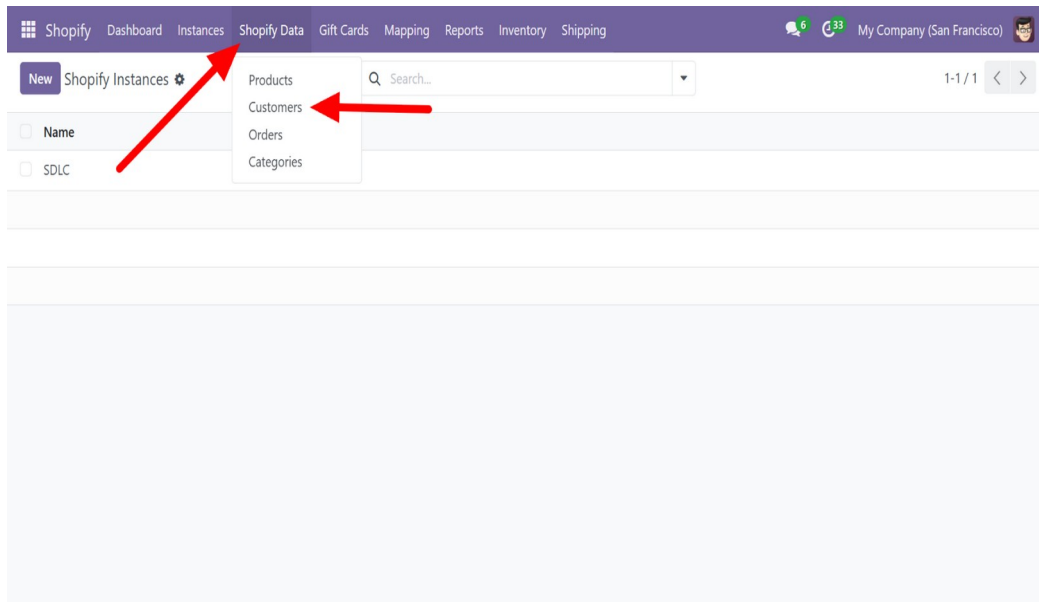 Shopify Dashboard Instances Shopify Data Gift Cards Mapping Reports Inventory Shipping 6 33 My Company (San Francisco)
New Shopify Instances Search... 1-1 / 1
Products
Customers
Orders
Categories
Name
SDLC